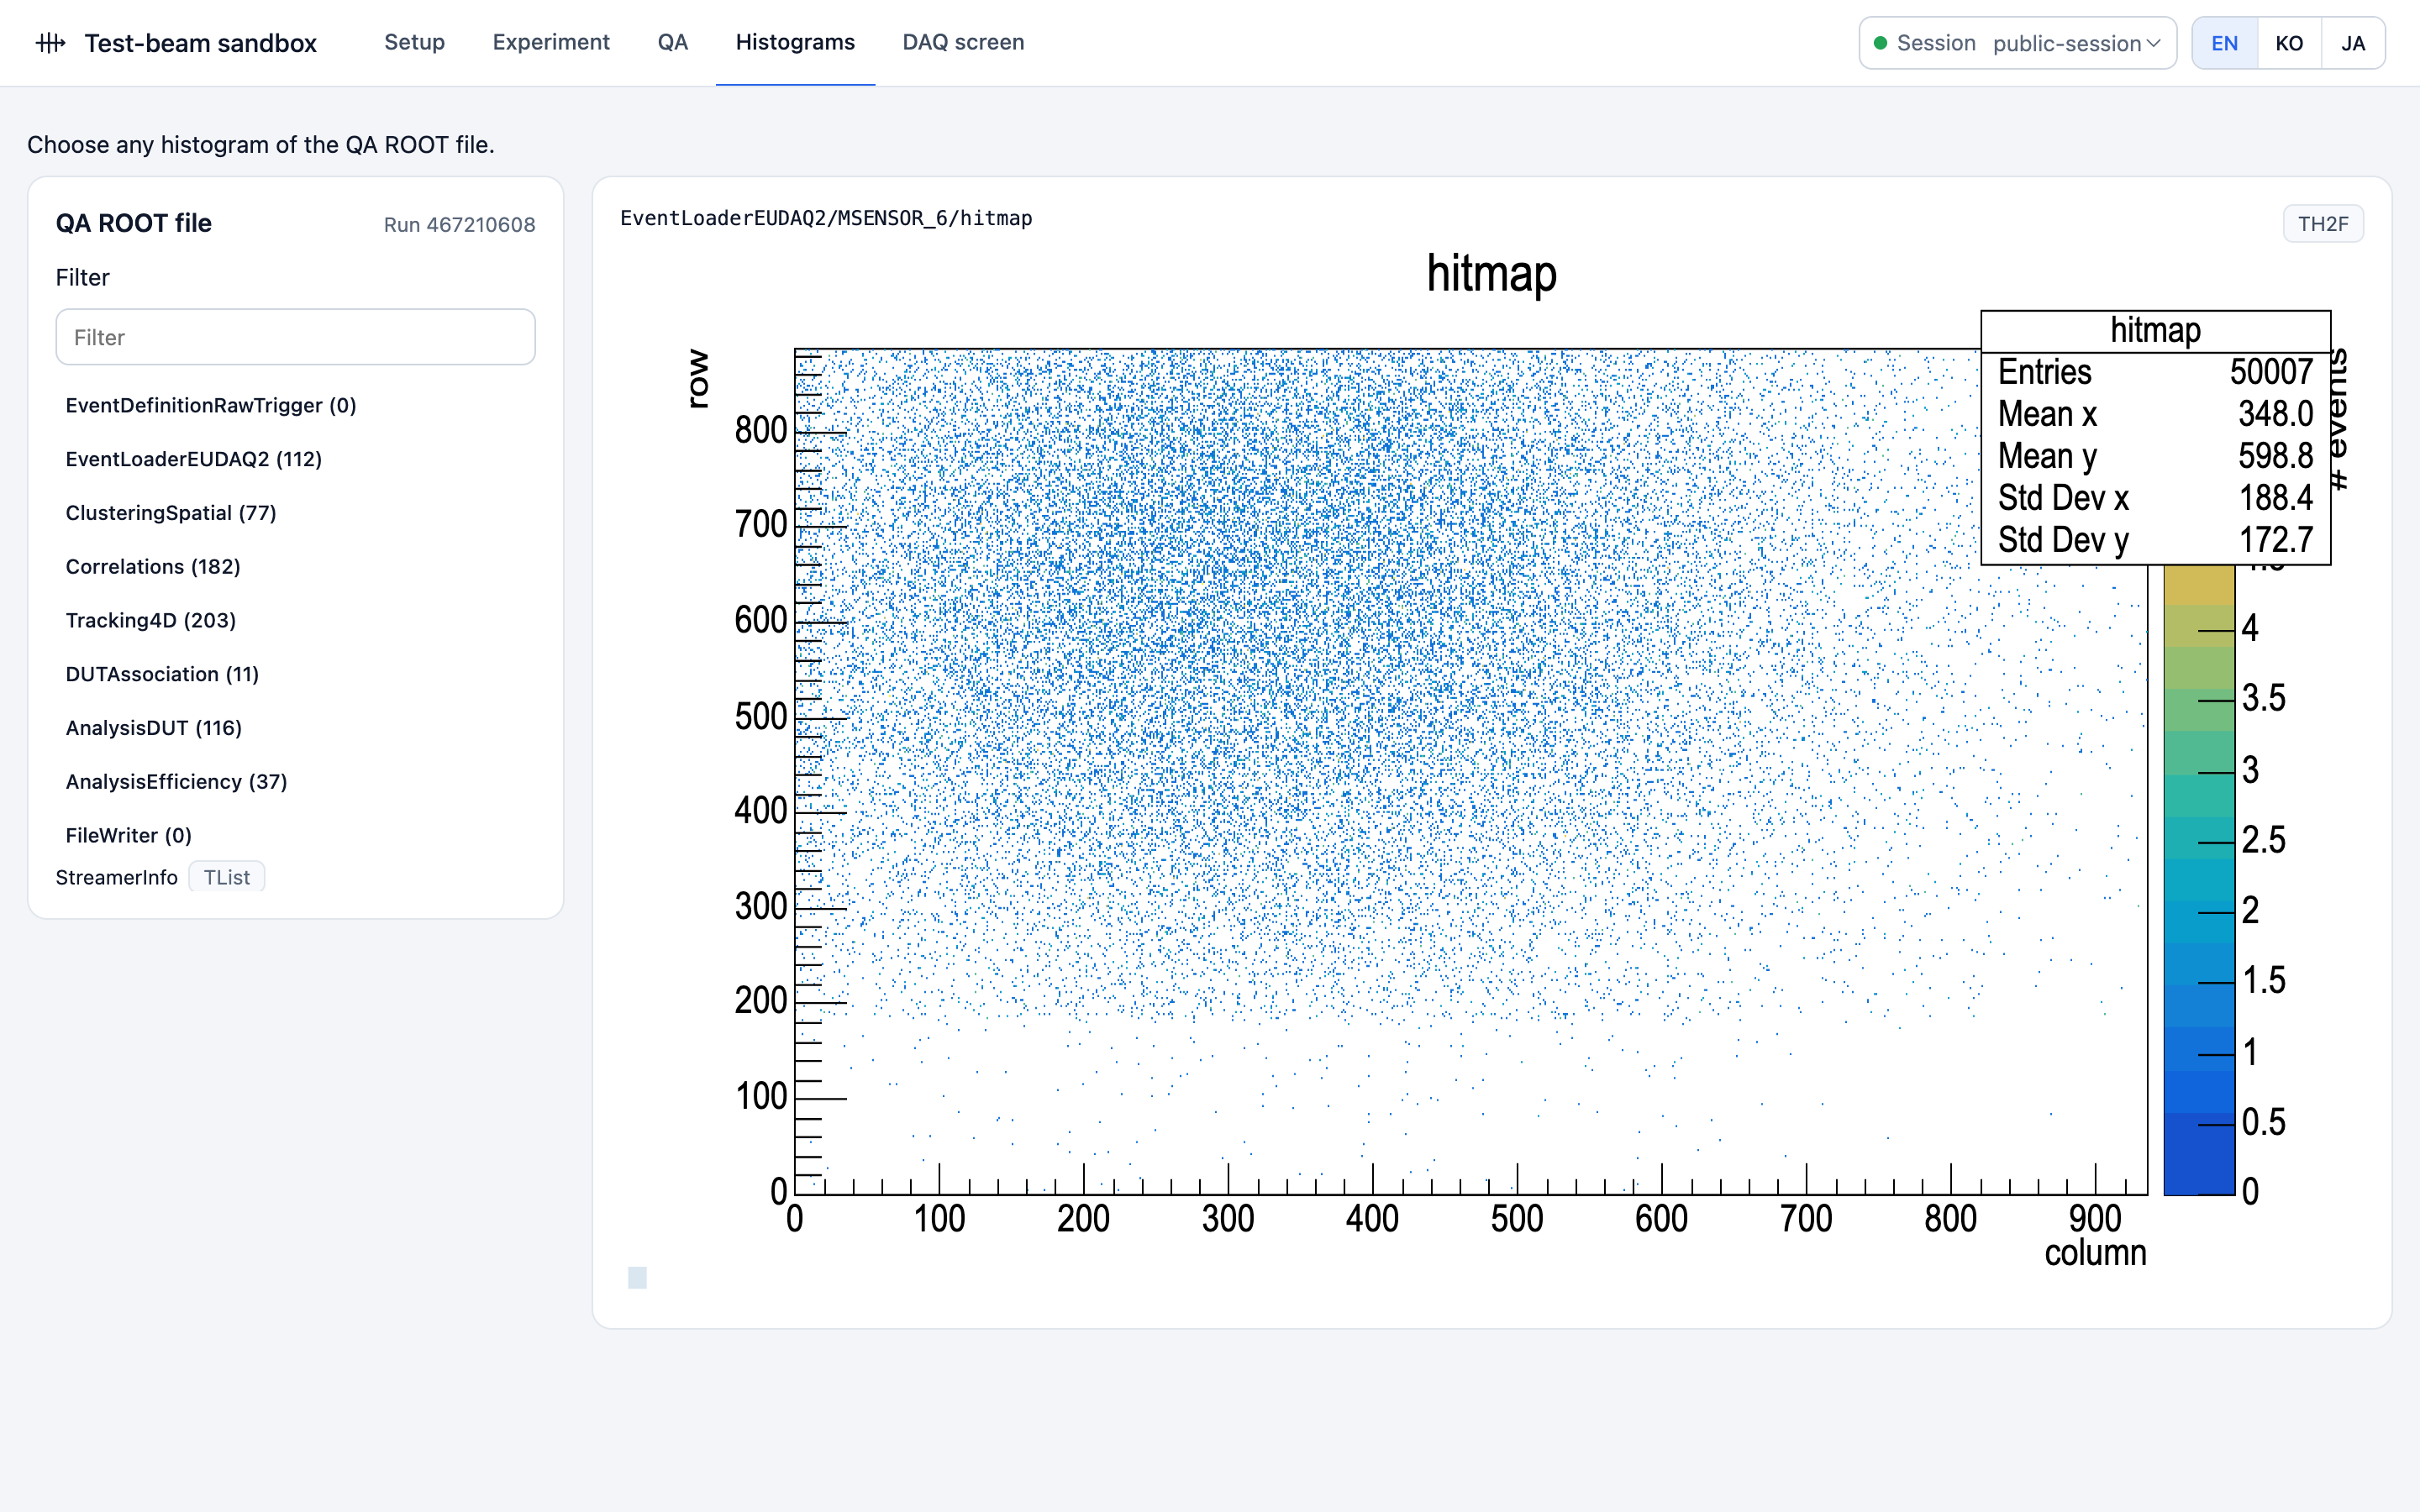 Test-beam sandbox
Setup
Experiment
QA
Histograms
DAQ screen
Session public-session
EN
KO
JA
Choose any histogram of the QA ROOT file.
QA ROOT file
Run 467210608
Filter
Filter
EventDefinitionRawTrigger (0)
EventLoaderEUDAQ2 (112)
ClusteringSpatial (77)
Correlations (182)
Tracking4D (203)
DUTAssociation (11)
AnalysisDUT (116)
AnalysisEfficiency (37)
FileWriter (0)
StreamerInfo TList
EventLoaderEUDAQ2/MSENSOR_6/hitmap
TH2F
hitmap
hitmap
Entries 50007
Mean x 348.0
Mean y 598.8
Std Dev x 188.4
Std Dev y 172.7
row
# events
800
700
600
500
400
300
200
100
0
4
3.5
3
2.5
2
1.5
1
0.5
0
0 100 200 300 400 500 600 700 800 900
column